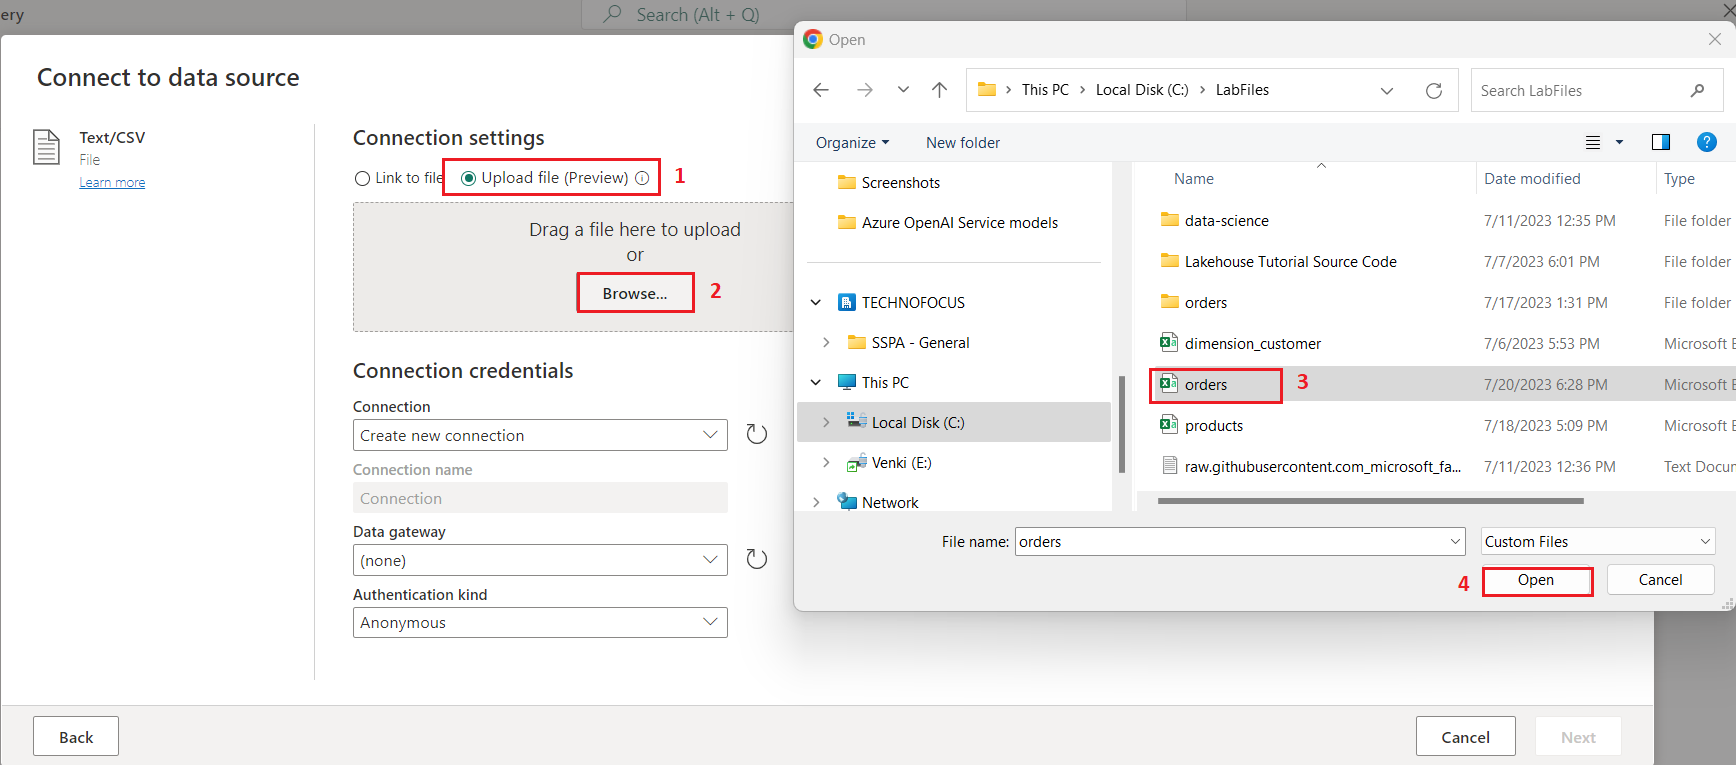 ery
Search (Alt + Q)
Connect to data source
Text/CSV
File
Learn more
Connection settings
Link to file
Upload file (Preview)
1
Drag a file here to upload
or
Browse...
2
Connection credentials
Connection
Create new connection
Connection name
Connection
Data gateway
(none)
Authentication kind
Anonymous
Back
Cancel
Next
Open
This PC > Local Disk (C:) > LabFiles
Search LabFiles
Organize
New folder
Screenshots
Azure OpenAI Service models
TECHNOFOCUS
SSPA - General
This PC
Local Disk (C:)
Venki (E:)
Network
Name Date modified Type
data-science 7/11/2023 12:35 PM File folder
Lakehouse Tutorial Source Code 7/7/2023 6:01 PM File folder
orders 7/17/2023 1:31 PM File folder
dimension_customer 7/6/2023 5:53 PM Microsoft E
orders 3 7/20/2023 6:28 PM Microsoft E
products 7/18/2023 5:09 PM Microsoft E
raw.githubusercontent.com_microsoft_fa... 7/11/2023 12:36 PM Text Docu
File name: orders
Custom Files
4
Open
Cancel